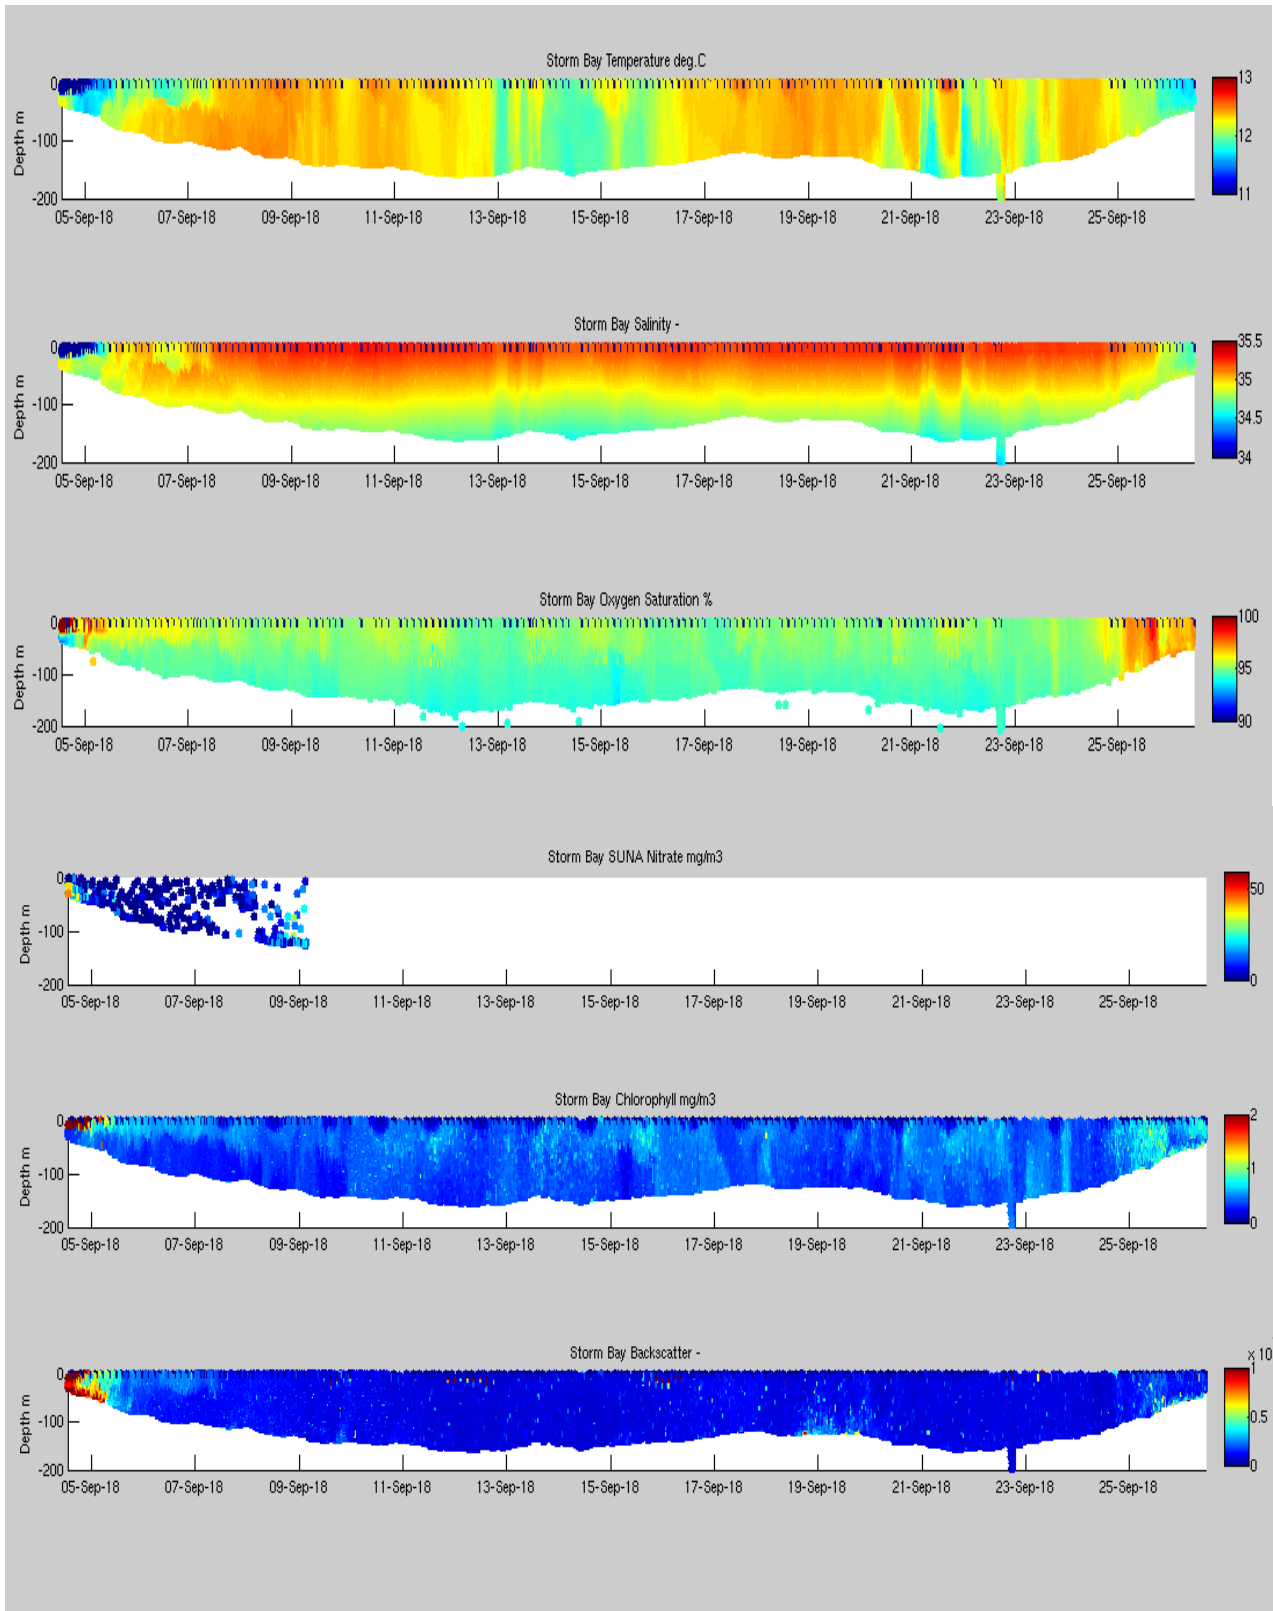 Storm Bay Temperature deg.C
Depth m
0
-100
-200
05-Sep-18 07-Sep-18 09-Sep-18 11-Sep-18 13-Sep-18 15-Sep-18 17-Sep-18 19-Sep-18 21-Sep-18 23-Sep-18 25-Sep-18
13
12
11
Storm Bay Salinity -
Depth m
0
-100
-200
05-Sep-18 07-Sep-18 09-Sep-18 11-Sep-18 13-Sep-18 15-Sep-18 17-Sep-18 19-Sep-18 21-Sep-18 23-Sep-18 25-Sep-18
35.5
35
34.5
34
Storm Bay Oxygen Saturation %
Depth m
0
-100
-200
05-Sep-18 07-Sep-18 09-Sep-18 11-Sep-18 13-Sep-18 15-Sep-18 17-Sep-18 19-Sep-18 21-Sep-18 23-Sep-18 25-Sep-18
100
95
90
Storm Bay SUNA Nitrate mg/m3
Depth m
0
-100
-200
05-Sep-18 07-Sep-18 09-Sep-18 11-Sep-18 13-Sep-18 15-Sep-18 17-Sep-18 19-Sep-18 21-Sep-18 23-Sep-18 25-Sep-18
50
0
Storm Bay Chlorophyll mg/m3
Depth m
0
-100
-200
05-Sep-18 07-Sep-18 09-Sep-18 11-Sep-18 13-Sep-18 15-Sep-18 17-Sep-18 19-Sep-18 21-Sep-18 23-Sep-18 25-Sep-18
2
1
0
Storm Bay Backscatter -
Depth m
0
-100
-200
05-Sep-18 07-Sep-18 09-Sep-18 11-Sep-18 13-Sep-18 15-Sep-18 17-Sep-18 19-Sep-18 21-Sep-18 23-Sep-18 25-Sep-18
x 10
1
0.5
0